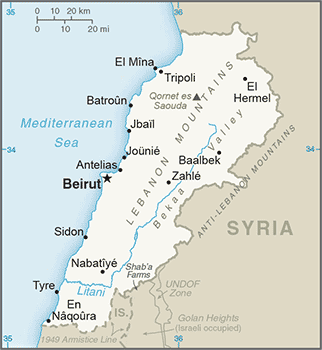 35
36
0 10 20 km
0 10 20 mi
El Mîna
Tripoli
Qornet es
Saouda
El
Hermel
Batroûn
LEBANON MOUNTAINS
Mediterranean
Sea
Jbaïl
Bekaa Valley
34
34
Joûnié
Antelias
Baalbek
Beirut
Zahlé
ANTI-LEBANON MOUNTAINS
SYRIA
Sidon
Nabatîyé
Shab'a
Farms
UNDOF
Zone
Tyre
Litani
En
Nâqoûra
IS.
Golan Heights
(Israeli occupied)
1949 Armistice Line
35
36